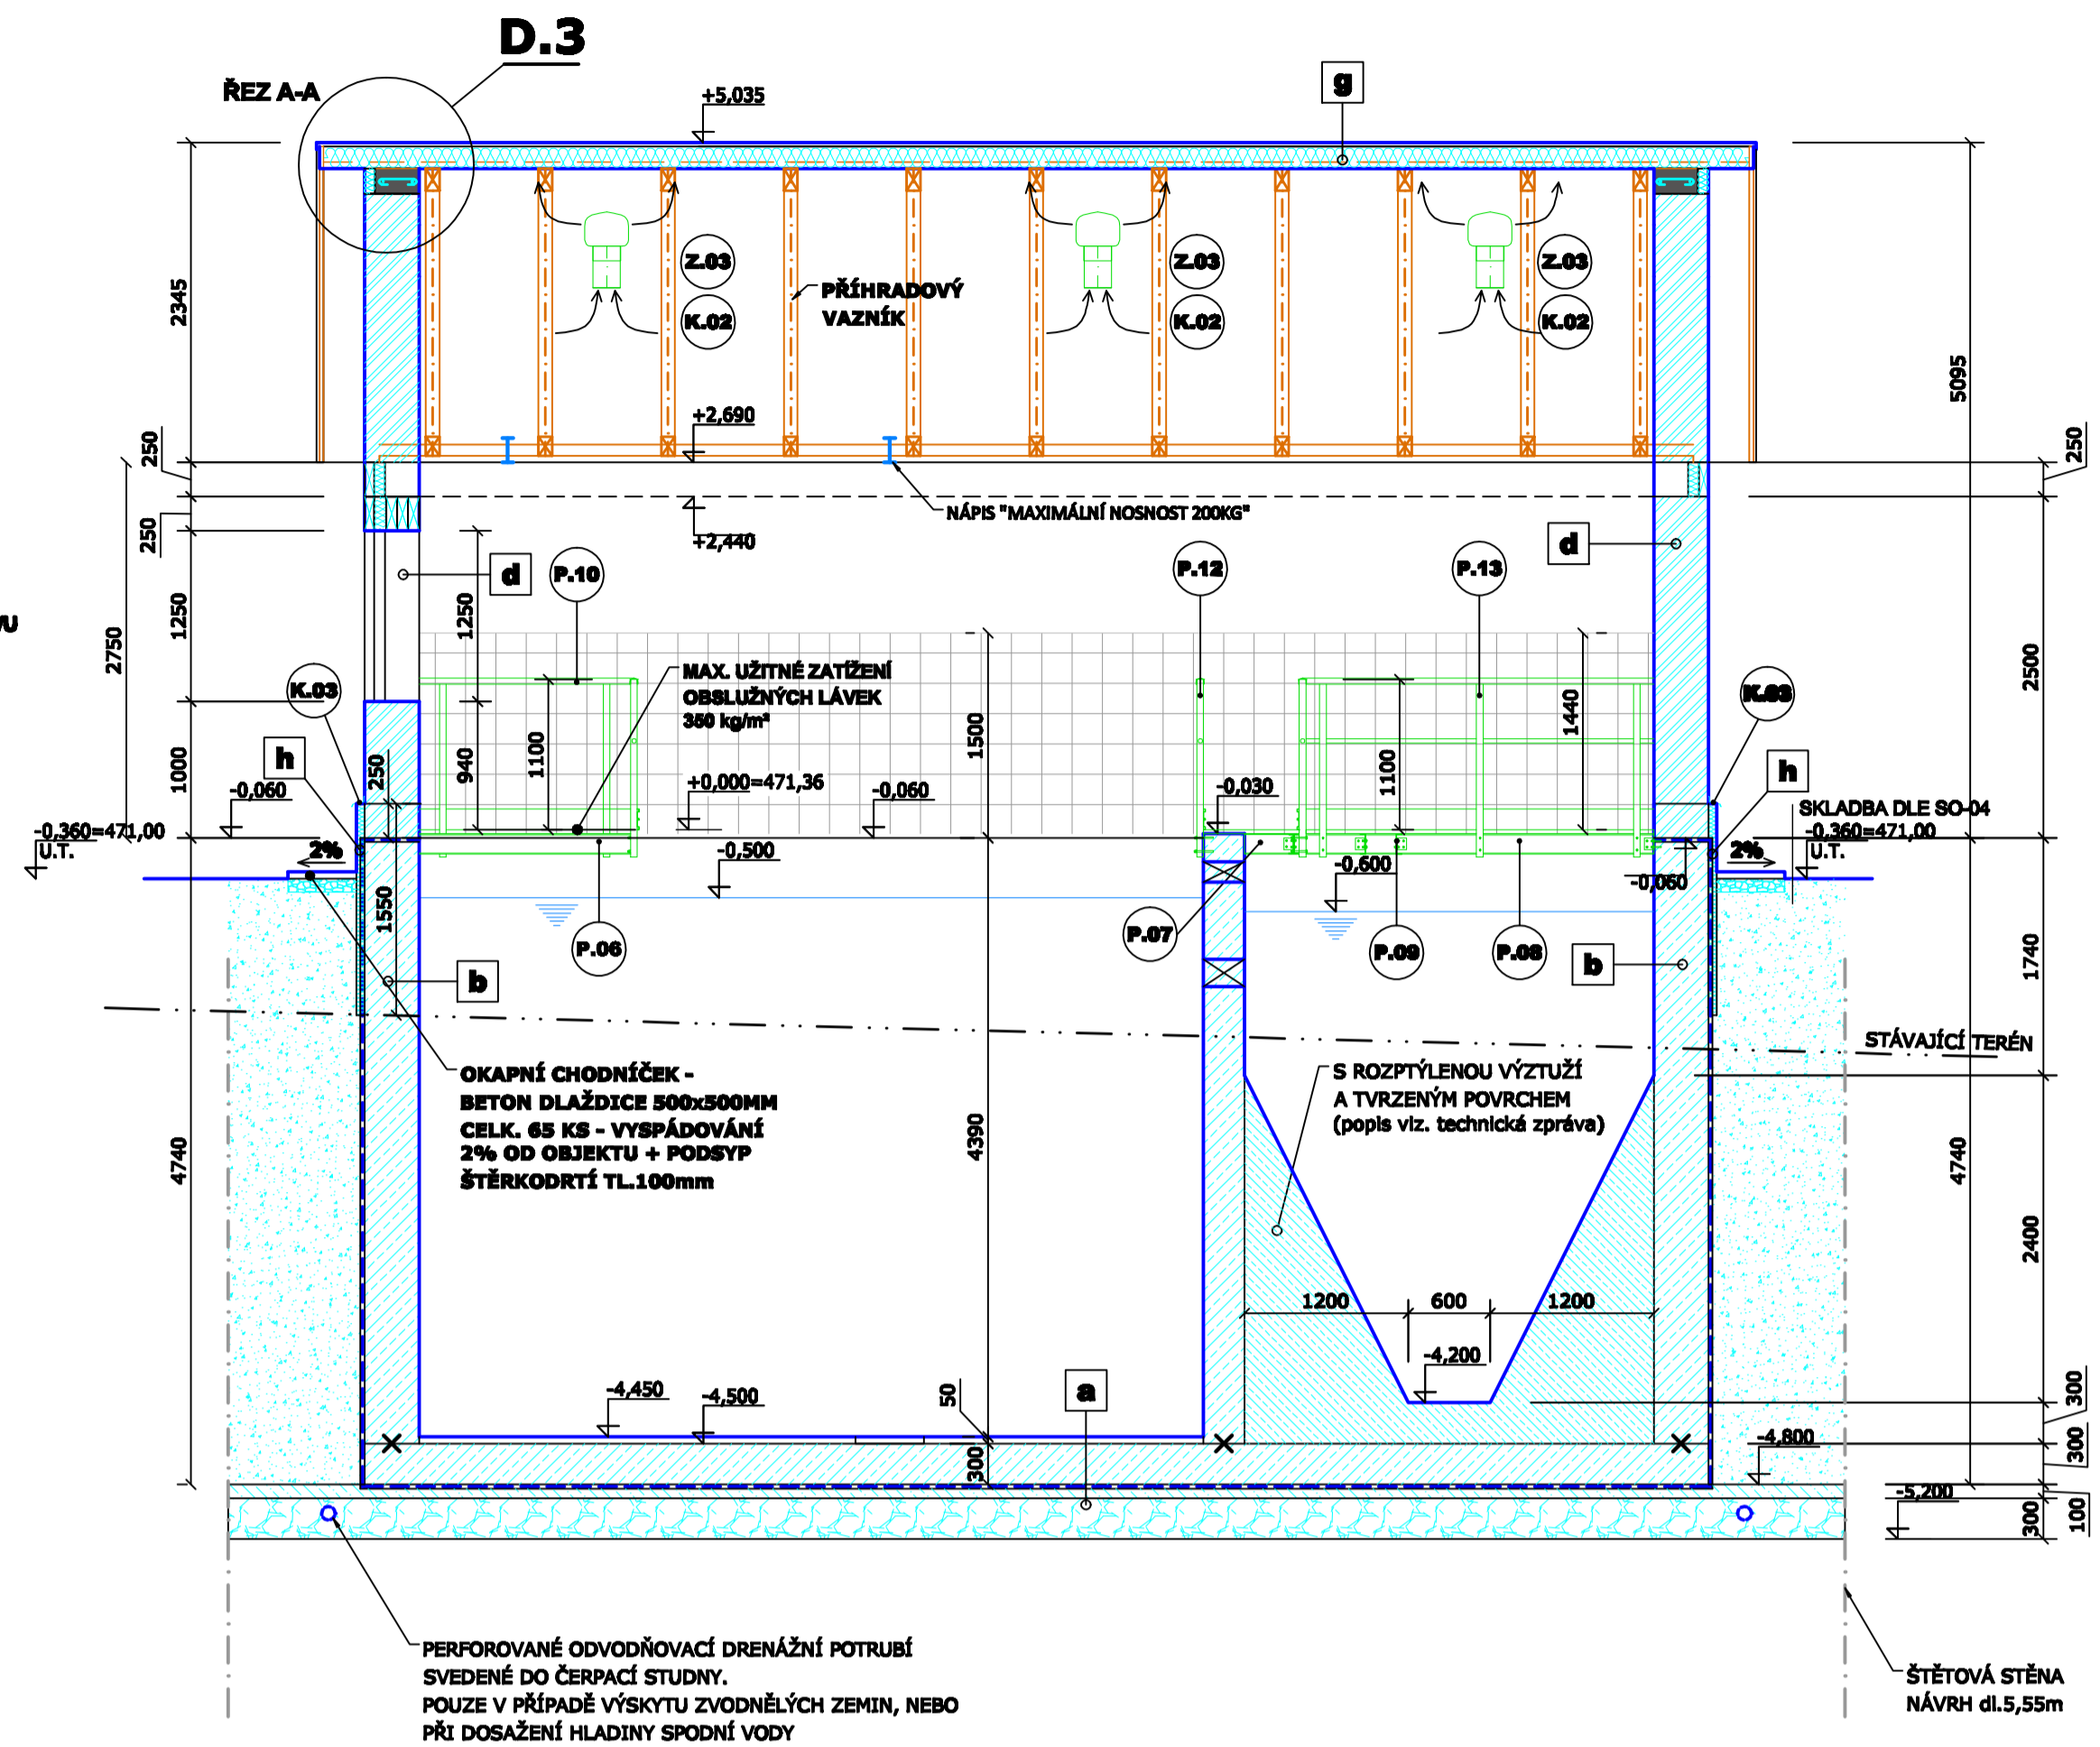 D.3
ŘEZ A-A
g
+5,035
Z.03
Z.03
Z.03
K.02
K.02
K.02
PŘÍHRADOVÝ
VAZNÍK
2345
5095
+2,690
250
250
250
NÁPIS "MAXIMÁLNÍ NOSNOST 200KG"
+2,440
d
d
P.10
P.12
P.13
2750
1250
1250
2500
K.03
K.03
MAX. UŽITNÉ ZATÍŽENÍ
OBSLUŽNÝCH LÁVEK
350 kg/m²
1500
1440
1000
250
940
1100
1100
h
h
+0,000=471,36
-0,060
-0,060
-0,030
SKLADBA DLE SO-04
-0,360=471,00
U.T.
-0,360=471,00
U.T.
2%
2%
-0,500
-0,600
-0,060
1550
P.06
P.07
P.09
P.08
b
b
1740
STÁVAJÍCÍ TERÉN
OKAPNÍ CHODNÍČEK -
BETON DLAŽDICE 500x500MM
CELK. 65 KS - VYSPÁDOVÁNÍ
2% OD OBJEKTU + PODSYP
ŠTĚRKODRTÍ TL.100mm
S ROZPTÝLENOU VÝZTUŽÍ
A TVRZENÝM POVRCHEM
(popis viz. technická zpráva)
4740
4390
4740
2400
1200
600
1200
-4,200
-4,450
-4,500
50
a
300
300
300
-4,800
-5,200
300
100
PERFOROVANÉ ODVODŇOVACÍ DRENÁŽNÍ POTRUBÍ
SVEDENÉ DO ČERPACÍ STUDNY.
POUZE V PŘÍPADĚ VÝSKYTU ZVODNĚLÝCH ZEMIN, NEBO
PŘI DOSAŽENÍ HLADINY SPODNÍ VODY
ŠTĚTOVÁ STĚNA
NÁVRH dl.5,55m